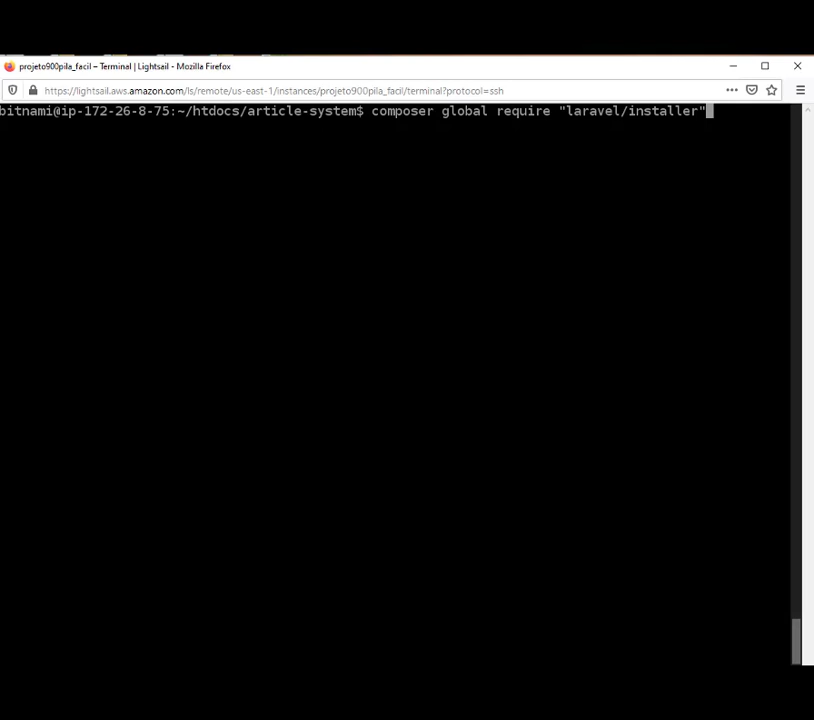 projeto900pila_facil – Terminal | Lightsail - Mozilla Firefox
https://lightsail.aws.amazon.com/ls/remote/us-east-1/instances/projeto900pila_facil/terminal?protocol=ssh
bitnami@ip-172-26-8-75:~/htdocs/article-system$ composer global require "laravel/installer"